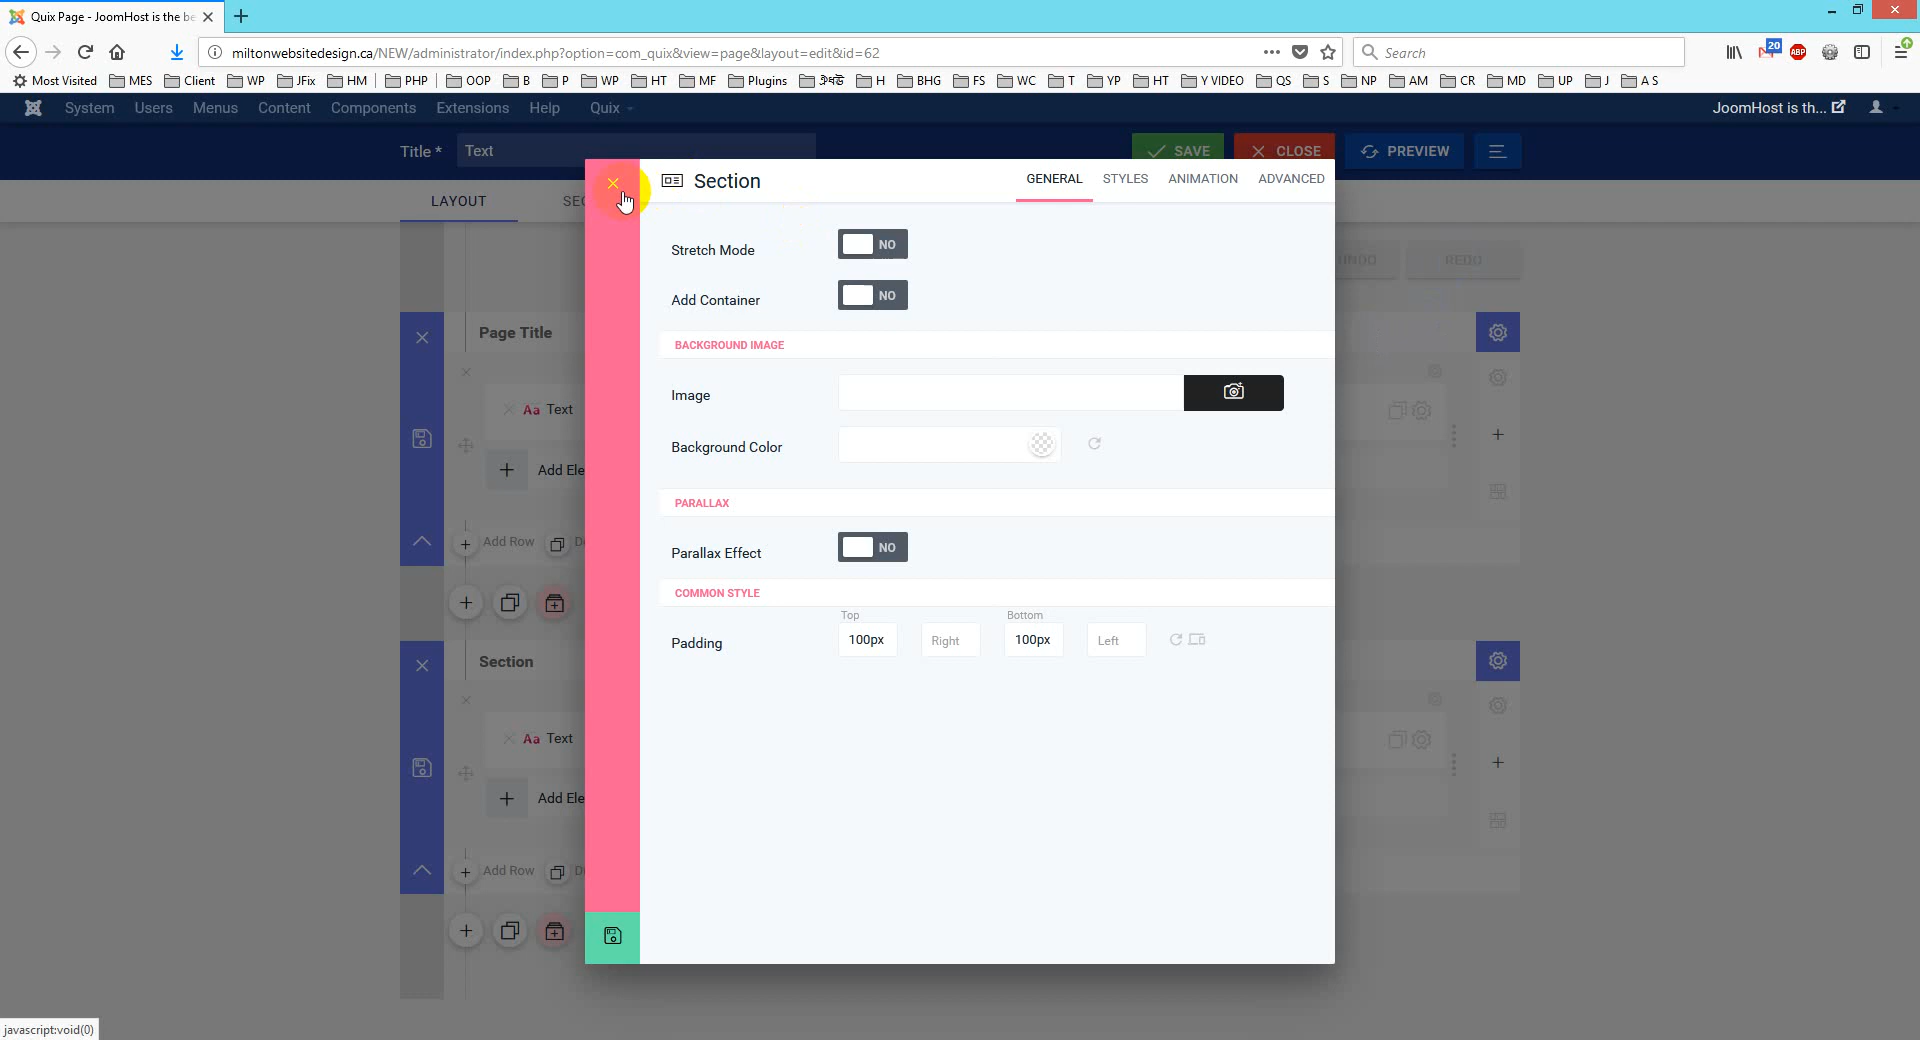 Quix Page - JoomHost is the be
miltonwebsitedesign.ca/NEW/administrator/index.php?option=com_quix&view=page&layout=edit&id=62
Search
20
ABP
Most Visited MES Client WP JFix HM PHP OOP B P WP HT MF Plugins H BHG FS WC T YP HT Y VIDEO QS S NP AM CR MD UP J A S
System Users Menus Content Components Extensions Help Quix JoomHost is th...
Title * Text SAVE CLOSE PREVIEW
LAYOUT SEC
Section GENERAL STYLES ANIMATION ADVANCED
Stretch Mode NO
UNDO REDO
Add Container NO
Page Title
BACKGROUND IMAGE
Image
Aa Text
Background Color
Add Ele
PARALLAX
Add Row D
Parallax Effect NO
COMMON STYLE
Top Bottom
Padding 100px Right 100px Left
Section
Aa Text
Add Ele
Add Row D
javascript:void(0)